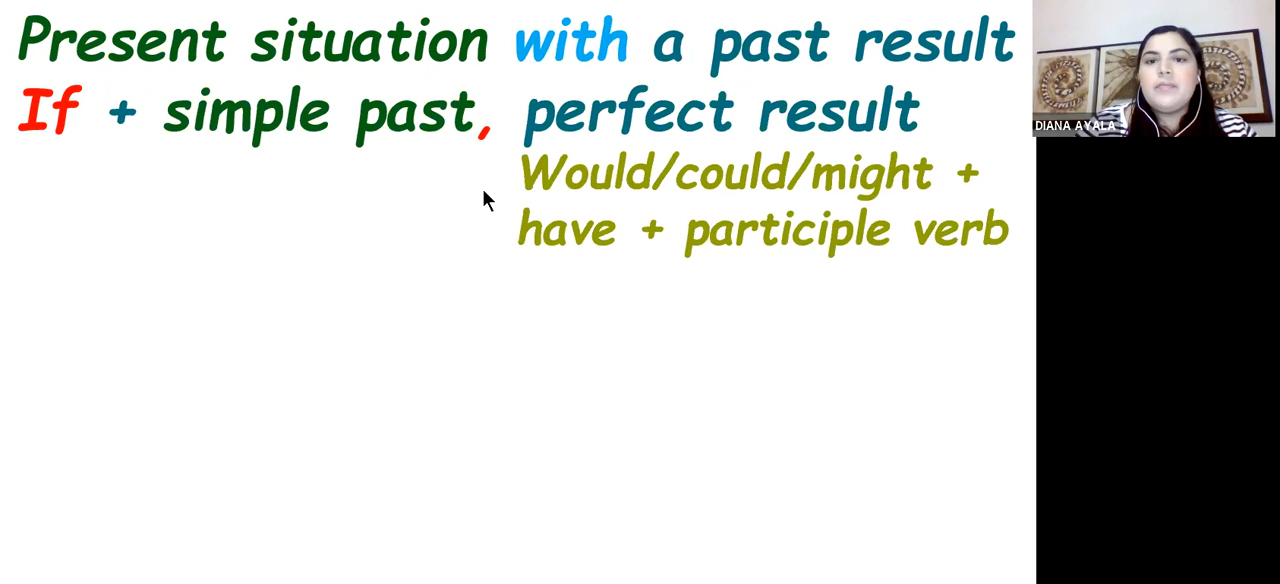 Present situation with a past result
If + simple past, perfect result
Would/could/might +
have + participle verb
DIANA AYALA